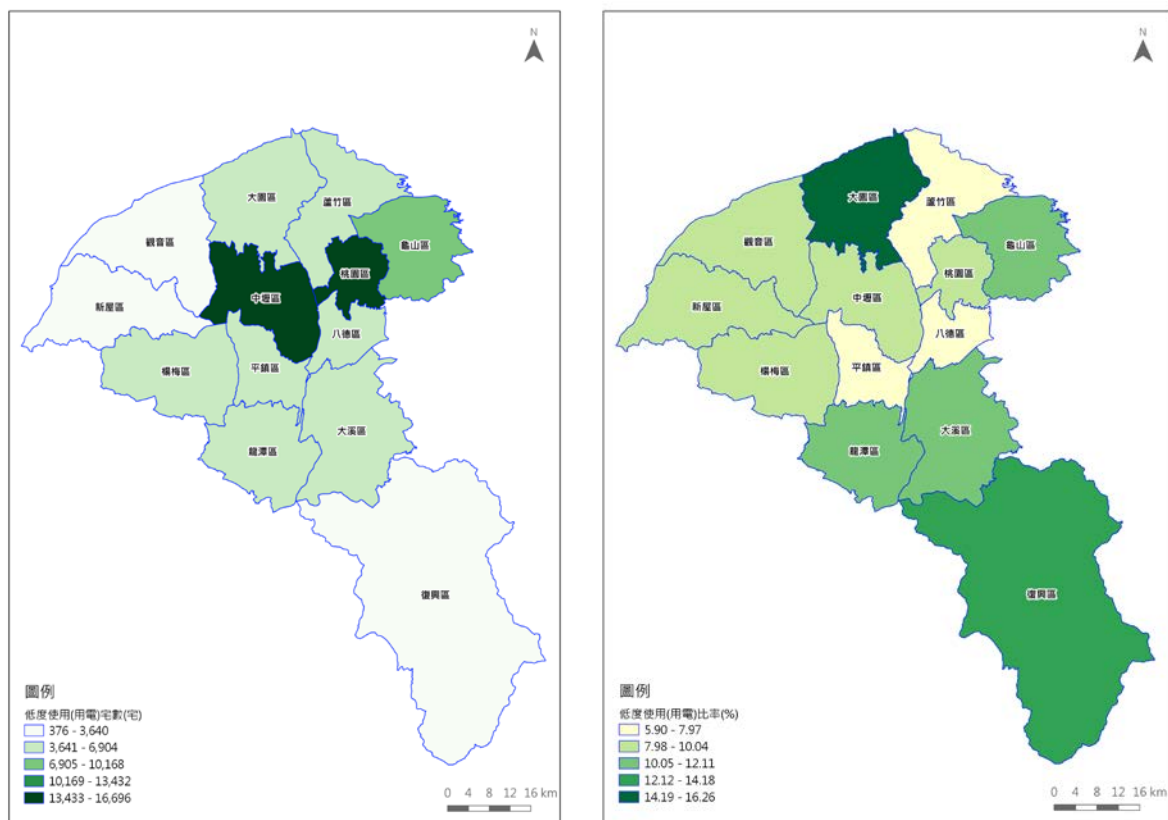 N
大園區
蘆竹區
觀音區
龜山區
桃園區
中壢區
新屋區
八德區
楊梅區
平鎮區
大溪區
龍潭區
復興區
圖例
低度使用(用電)宅數(宅)
376 - 3,640
3,641 - 6,904
6,905 - 10,168
10,169 - 13,432
13,433 - 16,696
0 4 8 12 16 km
N
大園區
蘆竹區
觀音區
龜山區
桃園區
中壢區
新屋區
八德區
楊梅區
平鎮區
大溪區
龍潭區
復興區
圖例
低度使用(用電)比率(%)
5.90 - 7.97
7.98 - 10.04
10.05 - 12.11
12.12 - 14.18
14.19 - 16.26
0 4 8 12 16 km